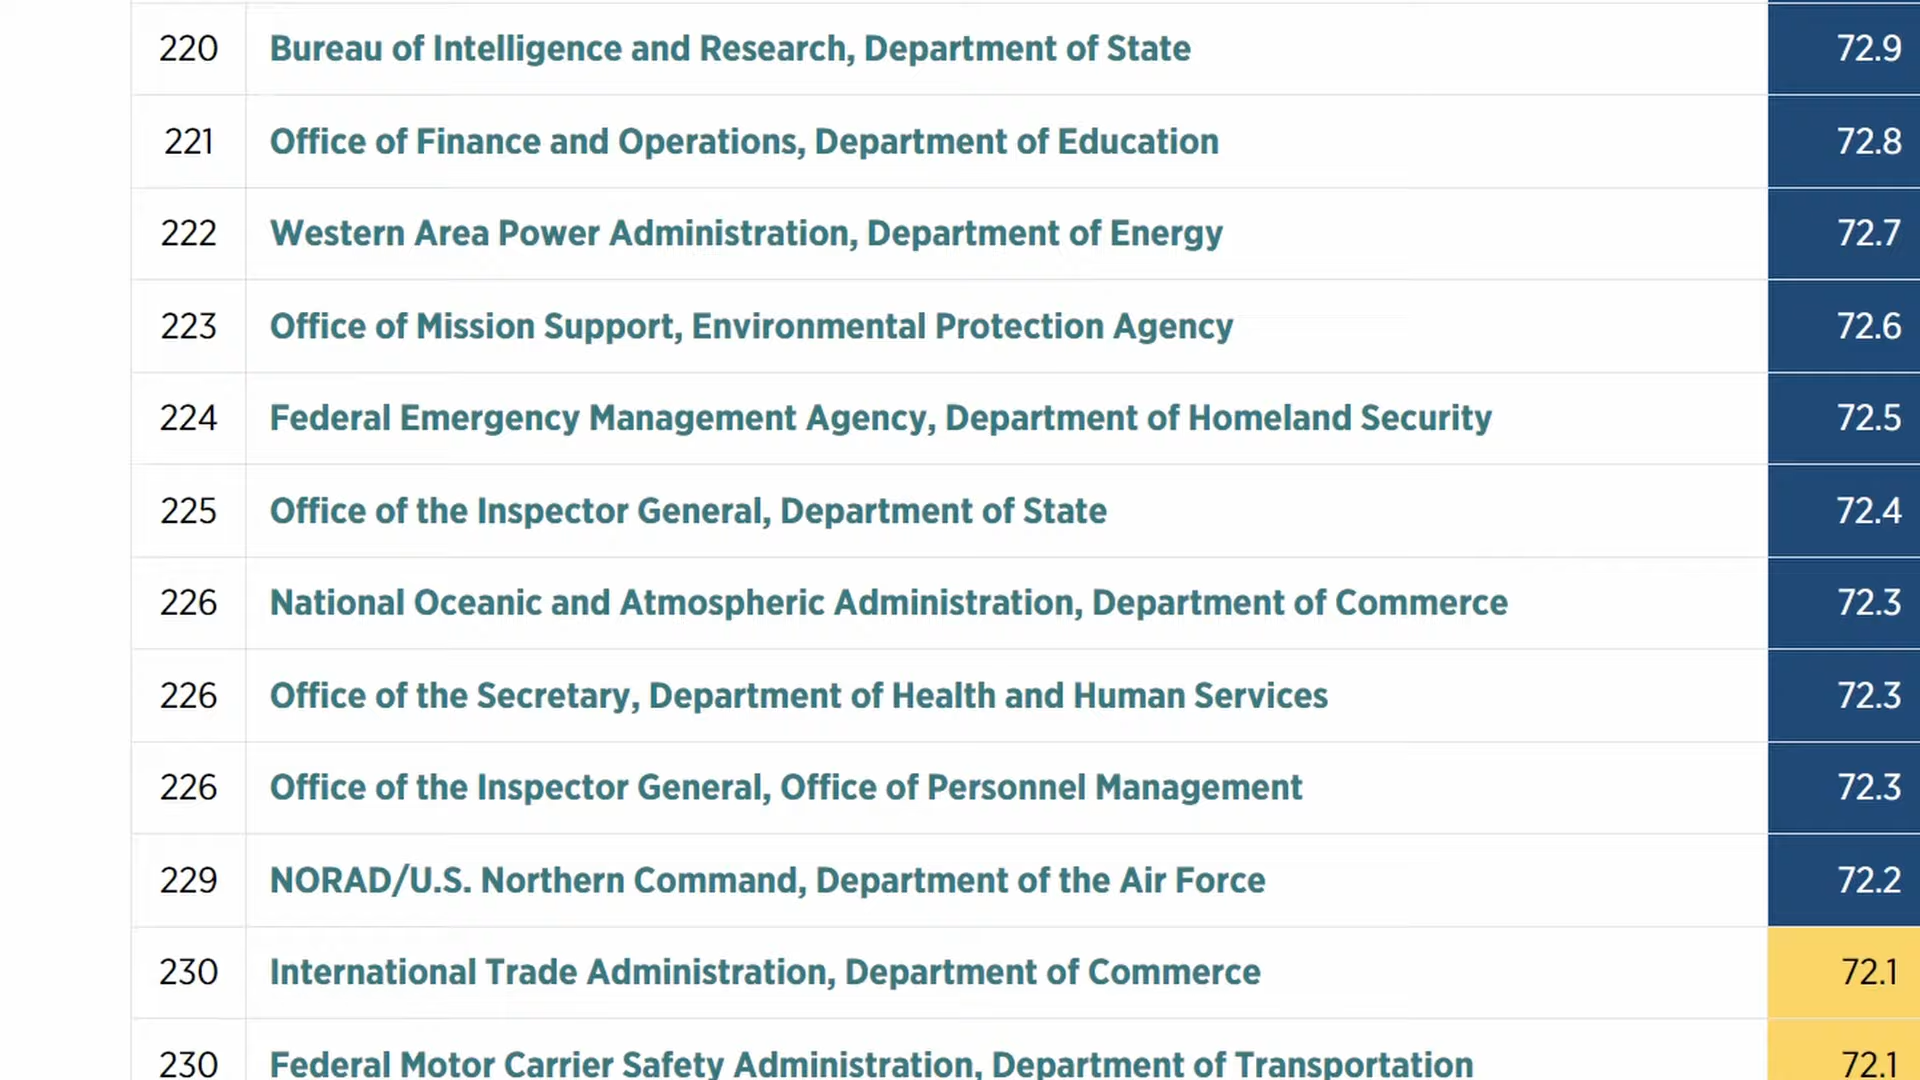 220 Bureau of Intelligence and Research, Department of State 72.9
221 Office of Finance and Operations, Department of Education 72.8
222 Western Area Power Administration, Department of Energy 72.7
223 Office of Mission Support, Environmental Protection Agency 72.6
224 Federal Emergency Management Agency, Department of Homeland Security 72.5
225 Office of the Inspector General, Department of State 72.4
226 National Oceanic and Atmospheric Administration, Department of Commerce 72.3
226 Office of the Secretary, Department of Health and Human Services 72.3
226 Office of the Inspector General, Office of Personnel Management 72.3
229 NORAD/U.S. Northern Command, Department of the Air Force 72.2
230 International Trade Administration, Department of Commerce 72.1
230 Federal Motor Carrier Safety Administration, Department of Transportation 72.1